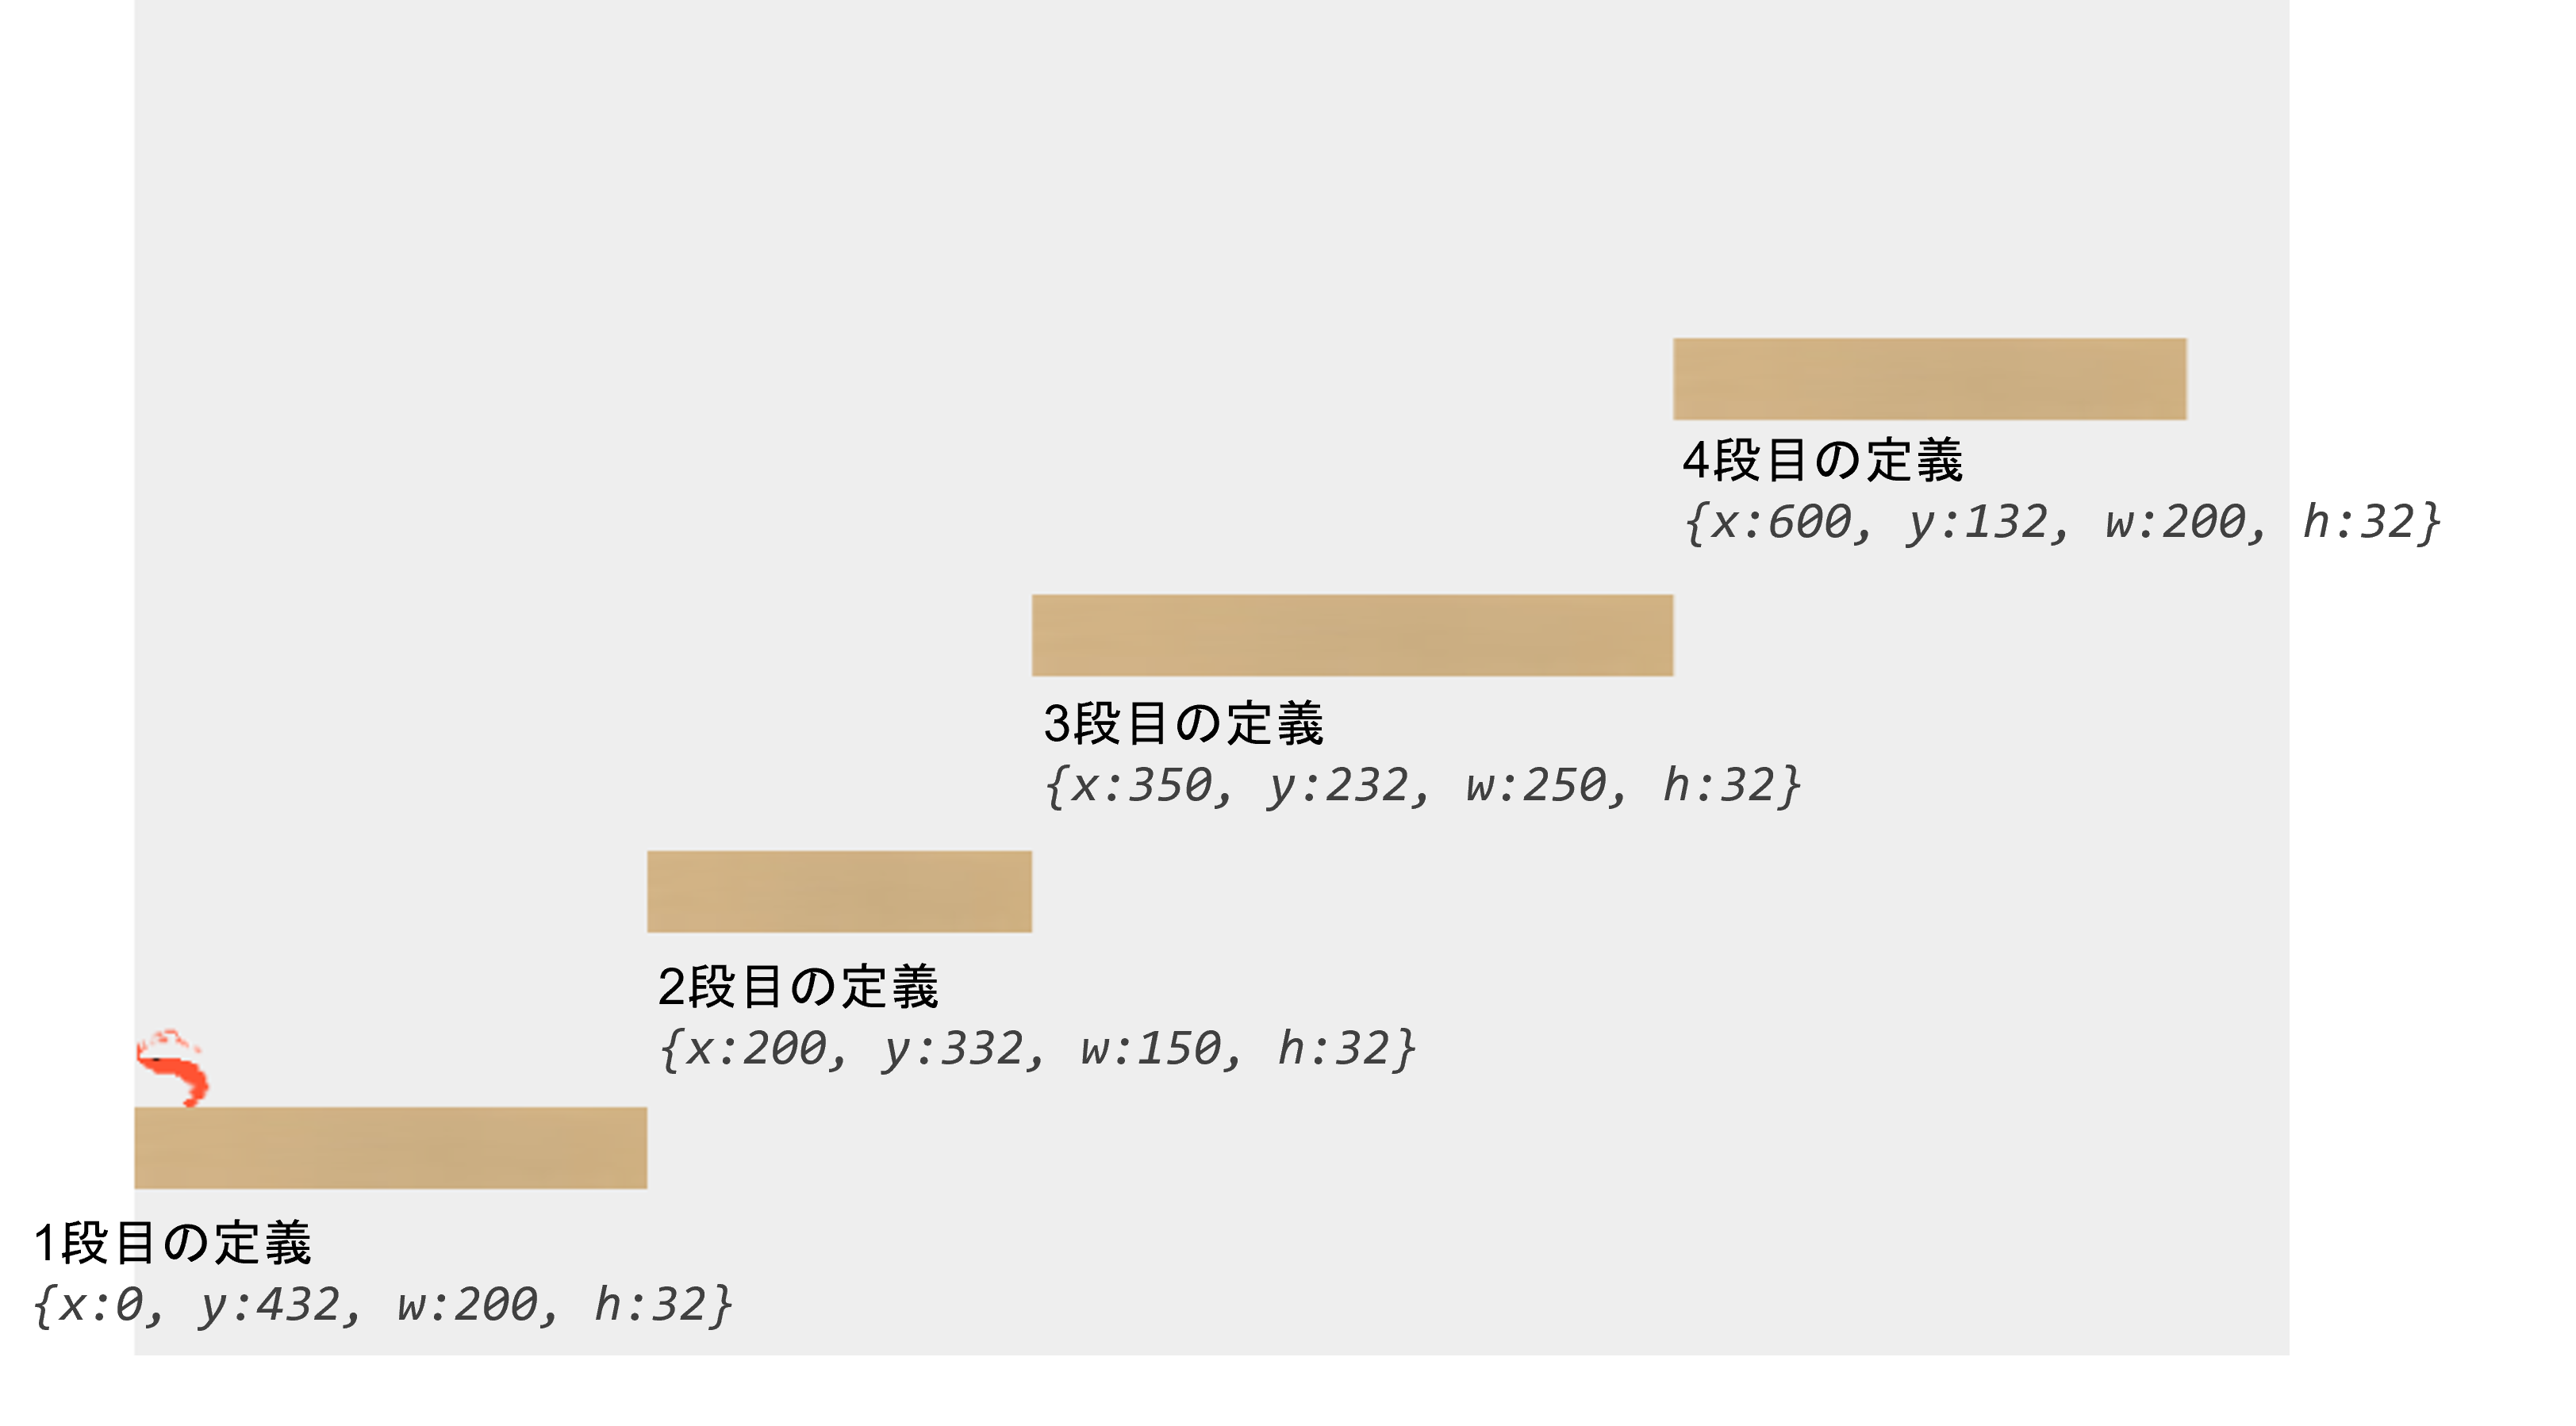 4段目の定義
{x:600, y:132, w:200, h:32}
3段目の定義
{x:350, y:232, w:250, h:32}
2段目の定義
{x:200, y:332, w:150, h:32}
1段目の定義
{x:0, y:432, w:200, h:32}